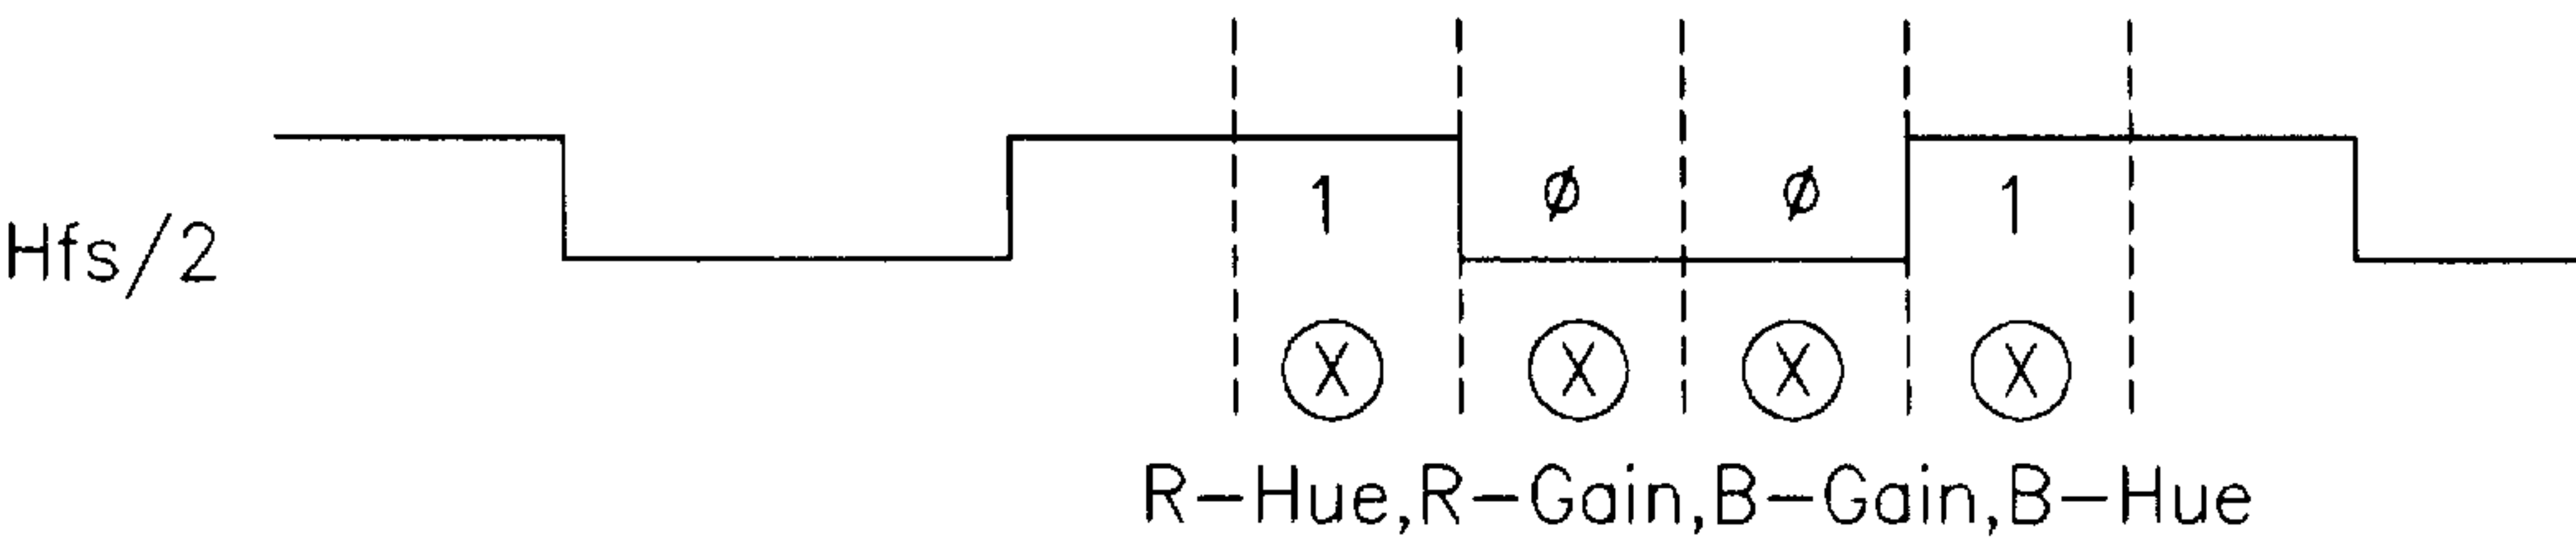 1 ø ø 1
Hfs/2
X X X X
R-Hue,R-Gain,B-Gain,B-Hue